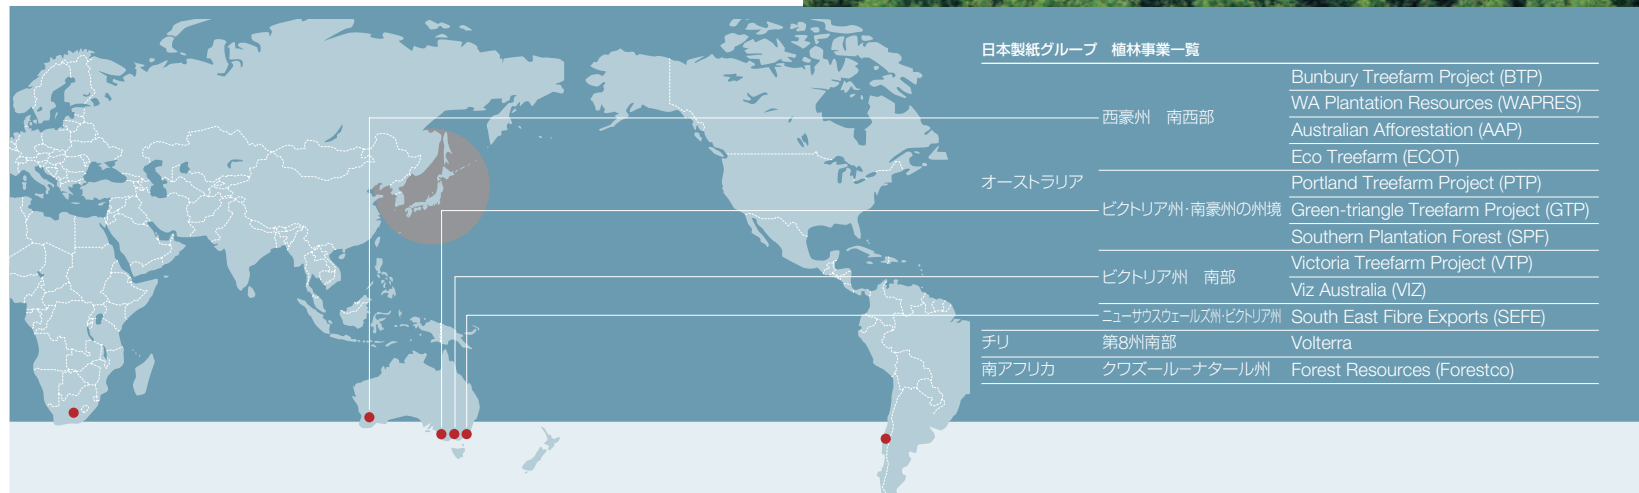 日本製紙グループ 植林事業一覧
オーストラリア
西豪州 南西部
Bunbury Treefarm Project (BTP)
WA Plantation Resources (WAPRES)
Australian Afforestation (AAP)
Eco Treefarm (ECOT)
ビクトリア州・南豪州の州境
Portland Treefarm Project (PTP)
Green-triangle Treefarm Project (GTP)
Southern Plantation Forest (SPF)
ビクトリア州 南部
Victoria Treefarm Project (VTP)
Viz Australia (VIZ)
ニューサウスウェールズ州・ビクトリア州 South East Fibre Exports (SEFE)
チリ 第8州南部 Volterra
南アフリカ クワズールーナタール州 Forest Resources (Forestco)